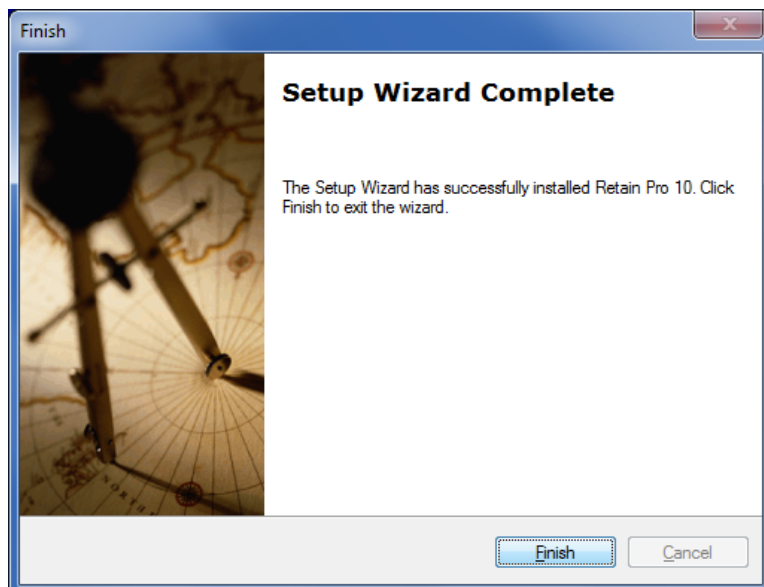 Finish
Setup Wizard Complete
The Setup Wizard has successfully installed Retain Pro 10. Click
Finish to exit the wizard.
NORTH
Finish
Cancel